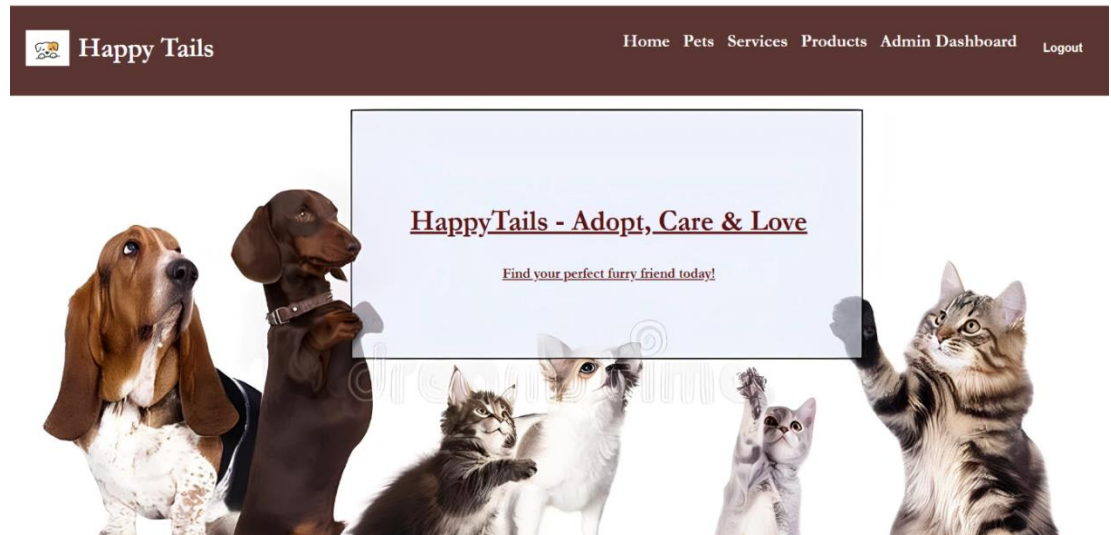 Happy Tails
Home Pets Services Products Admin Dashboard Logout
HappyTails - Adopt, Care & Love
Find your perfect furry friend today!
dreamstime